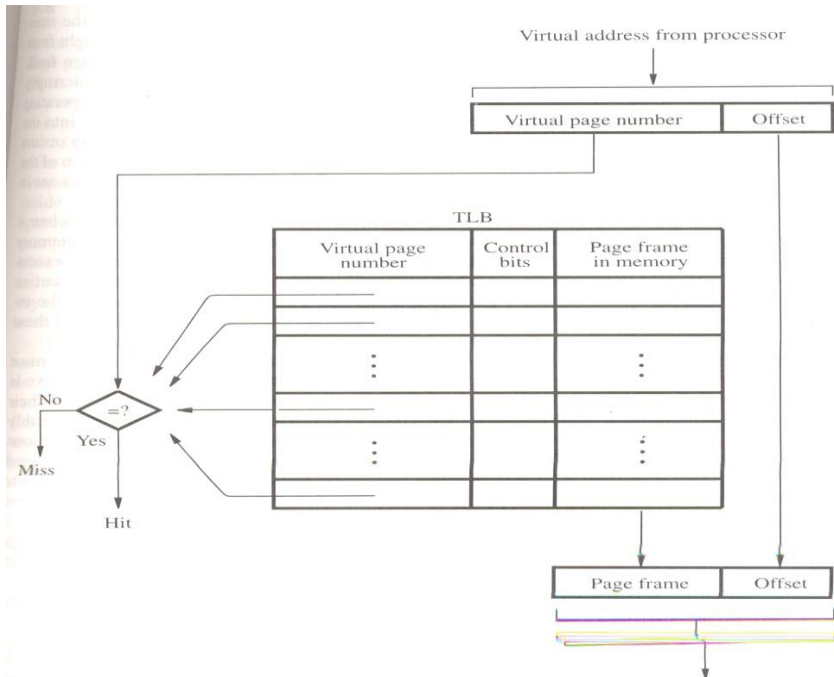 Virtual address from processor
Virtual page number Offset
TLB
Virtual page number
Control bits
Page frame in memory
No
=?
Yes
Miss
Hit
Page frame Offset